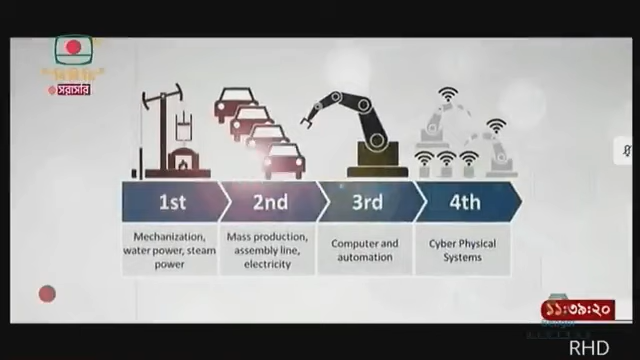 সরাসরি
1st
2nd
3rd
4th
Mechanization,
water power, steam
power
Mass production,
assembly line,
electricity
Computer and
automation
Cyber Physical
Systems
১১:৩৯:২০
RHD